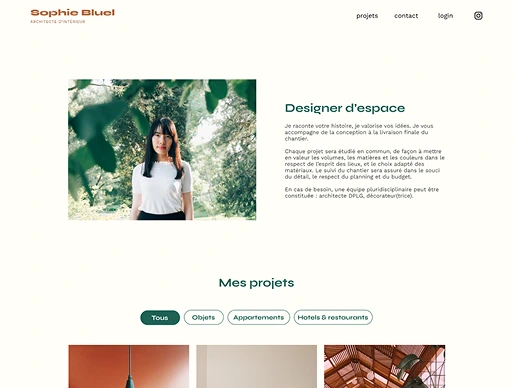 Sophie Bluel
ARCHITECTE D'INTÉRIEUR
projets
contact
login
Designer d'espace
Je raconte votre histoire, je valorise vos idées. Je vous
accompagne de la conception à la livraison finale du
chantier.
Chaque projet sera étudié en commun, de façon à mettre
en valeur les volumes, les matières et les couleurs dans le
respect de l'esprit des lieux, et le choix adapté des
matériaux. Le suivi du chantier sera assuré dans le souci
du détail, le respect du planning et du budget.
En cas de besoin, une équipe pluridisciplinaire peut être
constituée : architecte DPLG, décorateur(trice).
Mes projets
Tous
Objets
Appartements
Hotels & restaurants